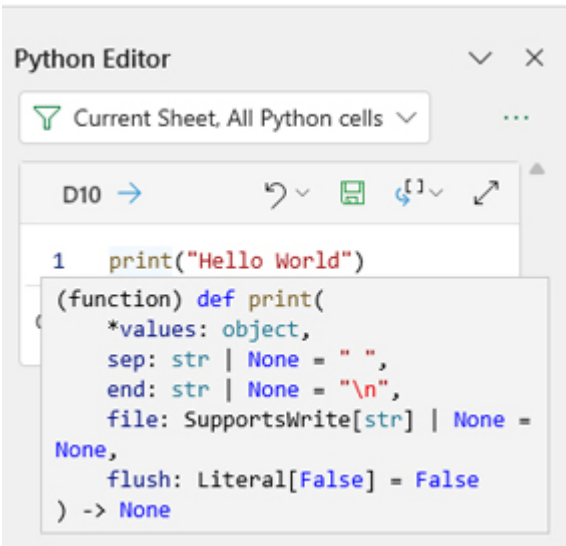 Python Editor
Current Sheet, All Python cells
D10
1 print("Hello World")
(function) def print(
    *values: object,
    sep: str | None = " ",
    end: str | None = "\n",
    file: SupportsWrite[str] | None =
None,
    flush: Literal[False] = False
) -> None